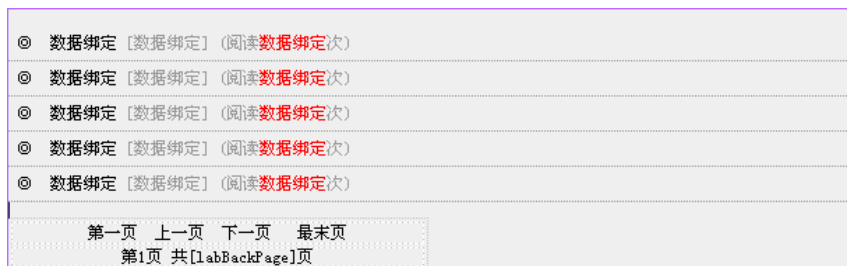 ◎ 数据绑定 [数据绑定] (阅读数据绑定次)
◎ 数据绑定 [数据绑定] (阅读数据绑定次)
◎ 数据绑定 [数据绑定] (阅读数据绑定次)
◎ 数据绑定 [数据绑定] (阅读数据绑定次)
◎ 数据绑定 [数据绑定] (阅读数据绑定次)
第一页 上一页 下一页 最末页
第1页 共[labBackPage]页